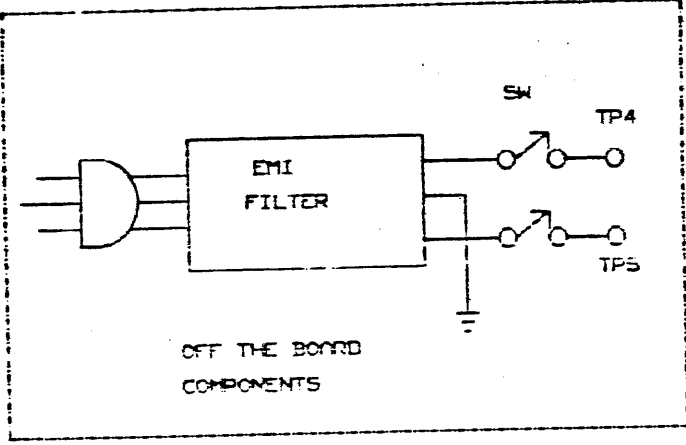 SW
TP4
EMI
FILTER
TP5
OFF THE BOARD
COMPONENTS